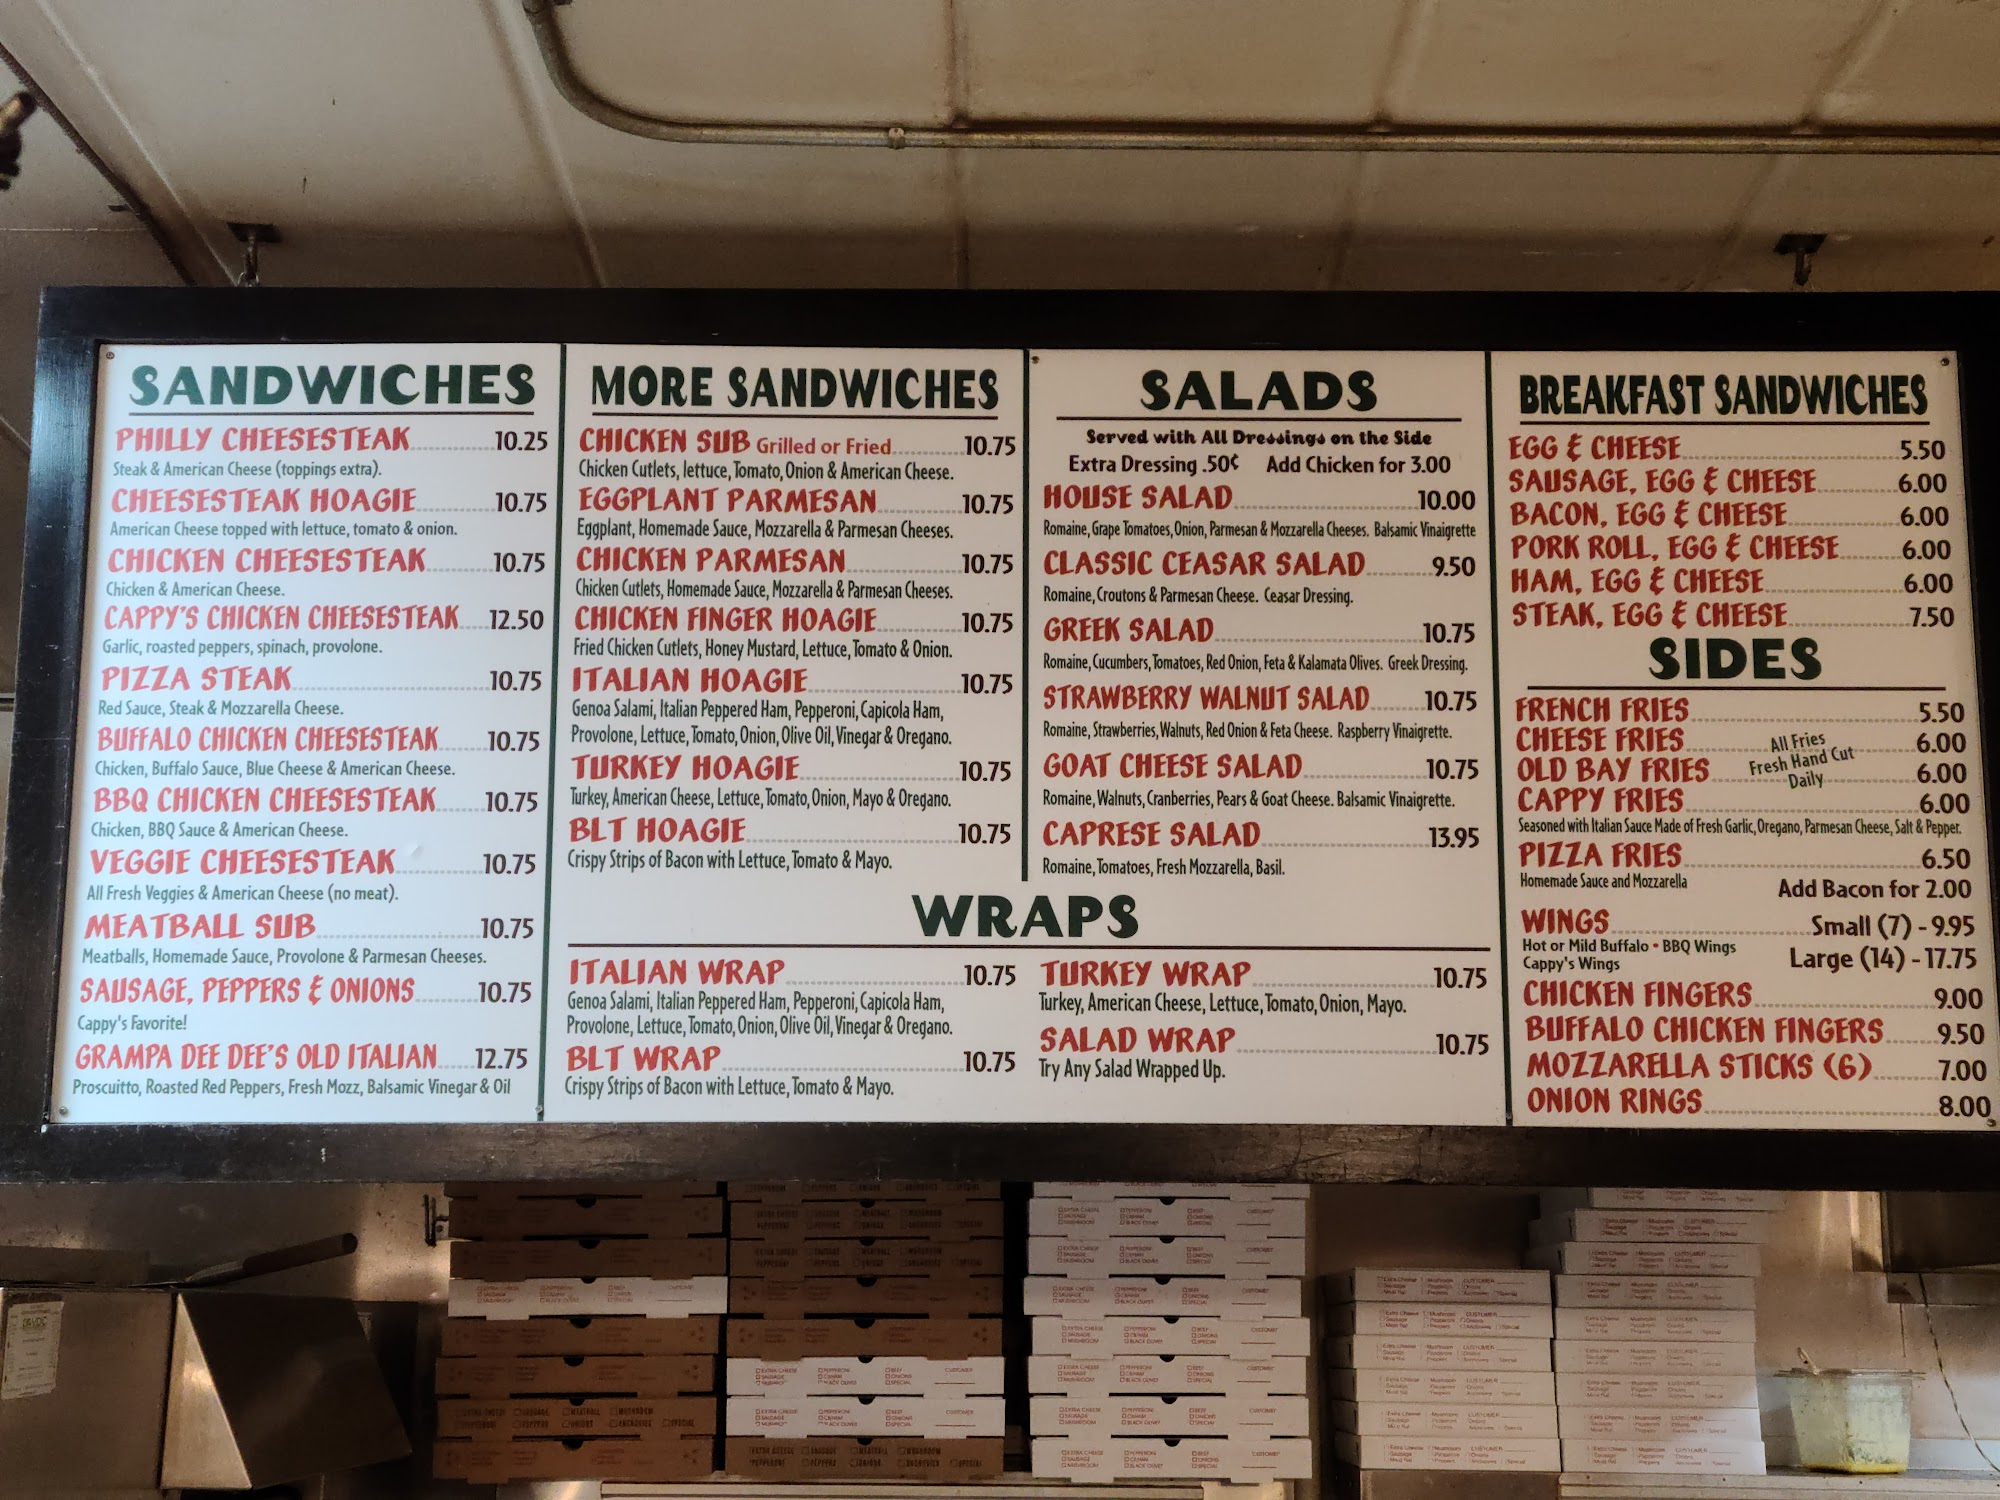 SANDWICHES
PHILLY CHEESESTEAK 10.25
Steak & American Cheese (toppings extra).
CHEESESTEAK HOAGIE 10.75
American Cheese topped with lettuce, tomato & onion.
CHICKEN CHEESESTEAK 10.75
Chicken & American Cheese.
CAPPY'S CHICKEN CHEESESTEAK 12.50
Garlic, roasted peppers, spinach, provolone.
PIZZA STEAK 10.75
Red Sauce, Steak & Mozzarella Cheese.
BUFFALO CHICKEN CHEESESTEAK 10.75
Chicken, Buffalo Sauce, Blue Cheese & American Cheese.
BBQ CHICKEN CHEESESTEAK 10.75
Chicken, BBQ Sauce & American Cheese.
VEGGIE CHEESESTEAK 10.75
All Fresh Veggies & American Cheese (no meat).
MEATBALL SUB 10.75
Meatballs, Homemade Sauce, Provolone & Parmesan Cheeses.
SAUSAGE, PEPPERS & ONIONS 10.75
Cappy's Favorite!
GRAMPA DEE DEE'S OLD ITALIAN 12.75
Proscuitto, Roasted Red Peppers, Fresh Mozz, Balsamic Vinegar & Oil
MORE SANDWICHES
CHICKEN SUB Grilled or Fried 10.75
Chicken Cutlets, lettuce, Tomato, Onion & American Cheese.
EGGPLANT PARMESAN 10.75
Eggplant, Homemade Sauce, Mozzarella & Parmesan Cheeses.
CHICKEN PARMESAN 10.75
Chicken Cutlets, Homemade Sauce, Mozzarella & Parmesan Cheeses.
CHICKEN FINGER HOAGIE 10.75
Fried Chicken Cutlets, Honey Mustard, Lettuce, Tomato & Onion.
ITALIAN HOAGIE 10.75
Genoa Salami, Italian Peppered Ham, Pepperoni, Capicola Ham,
Provolone, Lettuce, Tomato, Onion, Olive Oil, Vinegar & Oregano.
TURKEY HOAGIE 10.75
Turkey, American Cheese, Lettuce, Tomato, Onion, Mayo & Oregano.
BLT HOAGIE 10.75
Crispy Strips of Bacon with Lettuce, Tomato & Mayo.
SALADS
Served with All Dressings on the Side
Extra Dressing .50¢ Add Chicken for 3.00
HOUSE SALAD 10.00
Romaine, Grape Tomatoes, Onion, Parmesan & Mozzarella Cheeses. Balsamic Vinaigrette
CLASSIC CEASAR SALAD 9.50
Romaine, Croutons & Parmesan Cheese. Ceasar Dressing.
GREEK SALAD 10.75
Romaine, Cucumbers, Tomatoes, Red Onion, Feta & Kalamata Olives. Greek Dressing.
STRAWBERRY WALNUT SALAD 10.75
Romaine, Strawberries, Walnuts, Red Onion & Feta Cheese. Raspberry Vinaigrette.
GOAT CHEESE SALAD 10.75
Romaine, Walnuts, Cranberries, Pears & Goat Cheese. Balsamic Vinaigrette.
CAPRESE SALAD 13.95
Romaine, Tomatoes, Fresh Mozzarella, Basil.
WRAPS
ITALIAN WRAP 10.75
Genoa Salami, Italian Peppered Ham, Pepperoni, Capicola Ham,
Provolone, Lettuce, Tomato, Onion, Olive Oil, Vinegar & Oregano.
BLT WRAP 10.75
Crispy Strips of Bacon with Lettuce, Tomato & Mayo.
TURKEY WRAP 10.75
Turkey, American Cheese, Lettuce, Tomato, Onion, Mayo.
SALAD WRAP 10.75
Try Any Salad Wrapped Up.
BREAKFAST SANDWICHES
EGG & CHEESE 5.50
SAUSAGE, EGG & CHEESE 6.00
BACON, EGG & CHEESE 6.00
PORK ROLL, EGG & CHEESE 6.00
HAM, EGG & CHEESE 6.00
STEAK, EGG & CHEESE 7.50
SIDES
FRENCH FRIES 5.50
CHEESE FRIES 6.00
OLD BAY FRIES 6.00
All Fries
Fresh Hand Cut
Daily
CAPPY FRIES 6.00
Seasoned with Italian Sauce Made of Fresh Garlic, Oregano, Parmesan Cheese, Salt & Pepper.
PIZZA FRIES 6.50
Homemade Sauce and Mozzarella
Add Bacon for 2.00
WINGS Small (7) - 9.95
Hot or Mild Buffalo • BBQ Wings
Cappy's Wings
Large (14) - 17.75
CHICKEN FINGERS 9.00
BUFFALO CHICKEN FINGERS 9.50
MOZZARELLA STICKS (6) 7.00
ONION RINGS 8.00